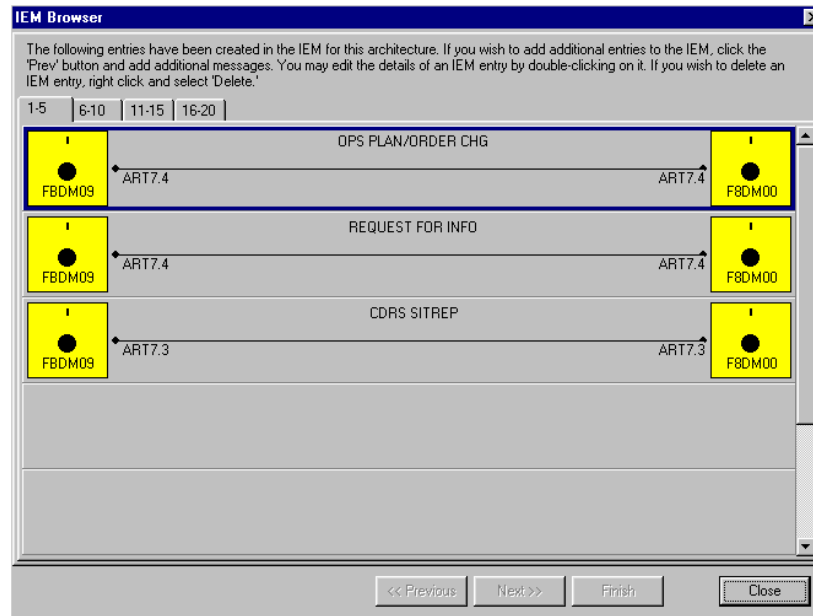 IEM Browser
The following entries have been created in the IEM for this architecture. If you wish to add additional entries to the IEM, click the
'Prev' button and add additional messages. You may edit the details of an IEM entry by double-clicking on it. If you wish to delete an
IEM entry, right click and select 'Delete.'
1-5 6-10 11-15 16-20
OPS PLAN/ORDER CHG
ART7.4 ART7.4
FBDM09 F8DM00
REQUEST FOR INFO
ART7.4 ART7.4
FBDM09 F8DM00
CDRS SITREP
ART7.3 ART7.3
FBDM09 F8DM00
<< Previous Next >> Finish Close